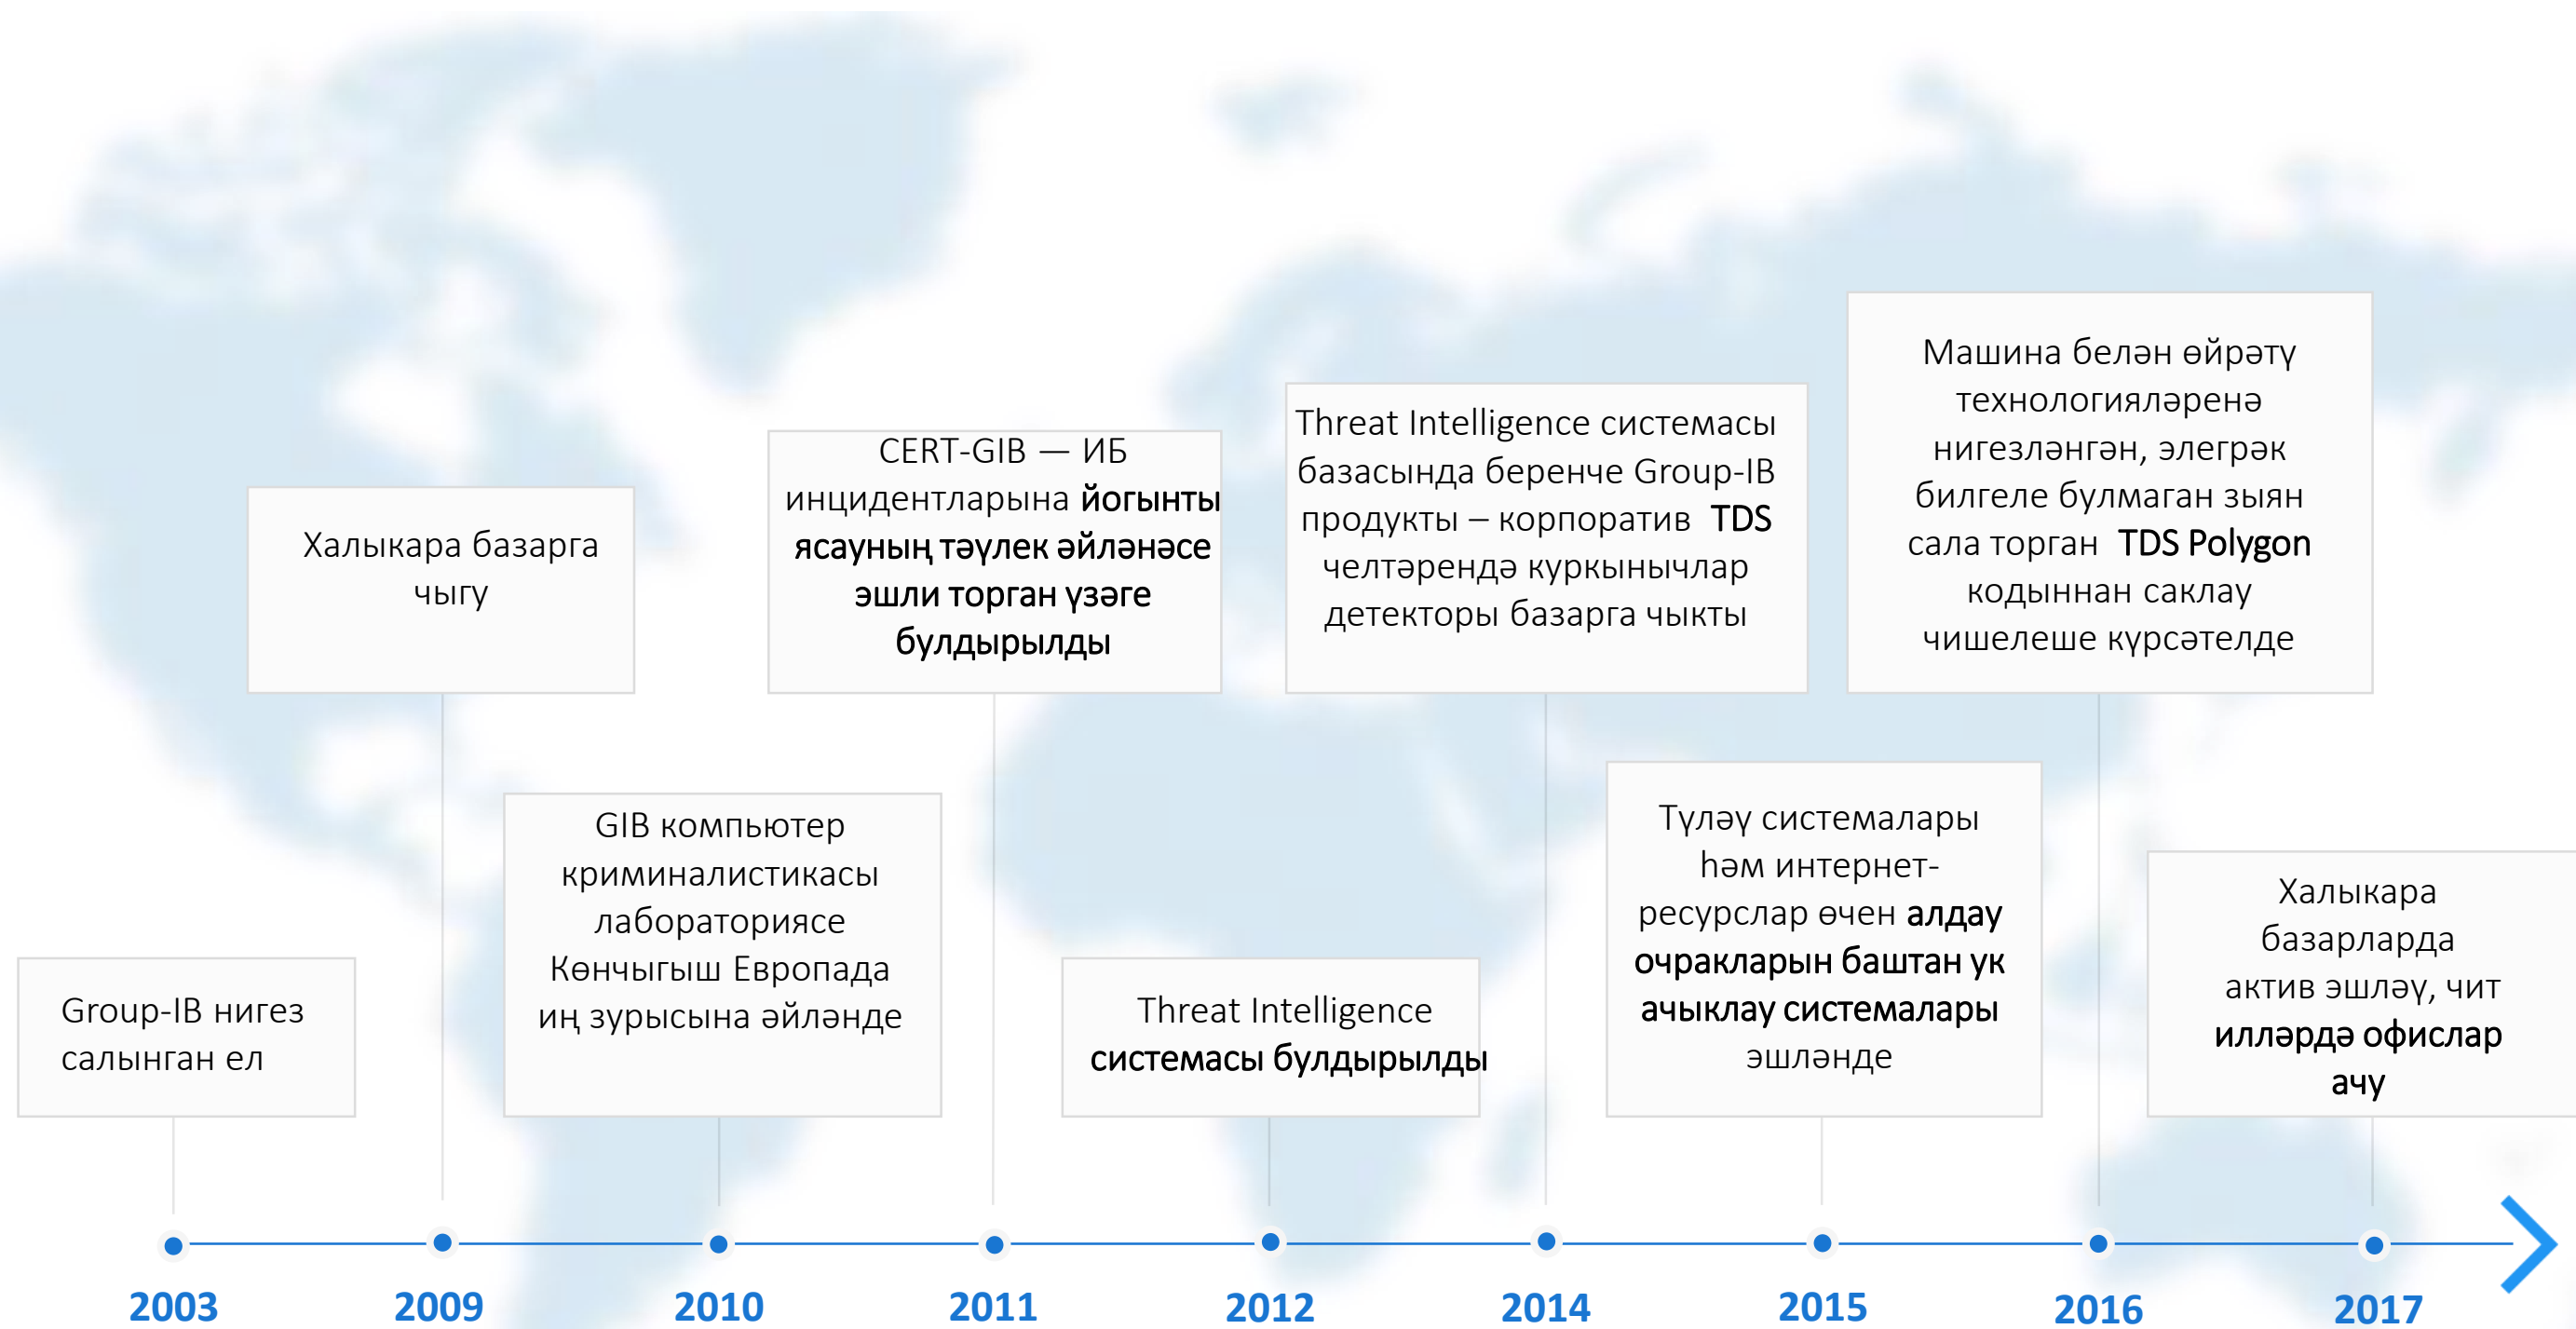 Group-IB нигез
салынган ел
2003
Халыкара базарга
чыгу
2009
GIB компьютер
криминалистикасы
лабораториясе
Көнчыгыш Европада
иң зурысына әйләнде
2010
CERT-GIB — ИБ
инцидентларына йогынты
ясауның тәүлек әйләнәсе
эшли торган үзәге
булдырылды
2011
Threat Intelligence
системасы булдырылды
2012
Threat Intelligence системасы
базасында беренче Group-IB
продукты – корпоратив TDS
челтәрендә куркынычлар
детекторы базарга чыкты
2014
Түләү системалары
һәм интернет-
ресурслар өчен алдау
очракларын баштан ук
ачыклау системалары
эшләнде
2015
Машина белән өйрәтү
технологияләренә
нигезләнгән, элегрәк
билгеле булмаган зыян
сала торган TDS Polygon
кодыннан саклау
чишелеше күрсәтелде
2016
Халыкара
базарларда
актив эшләү, чит
илләрдә офислар
ачу
2017